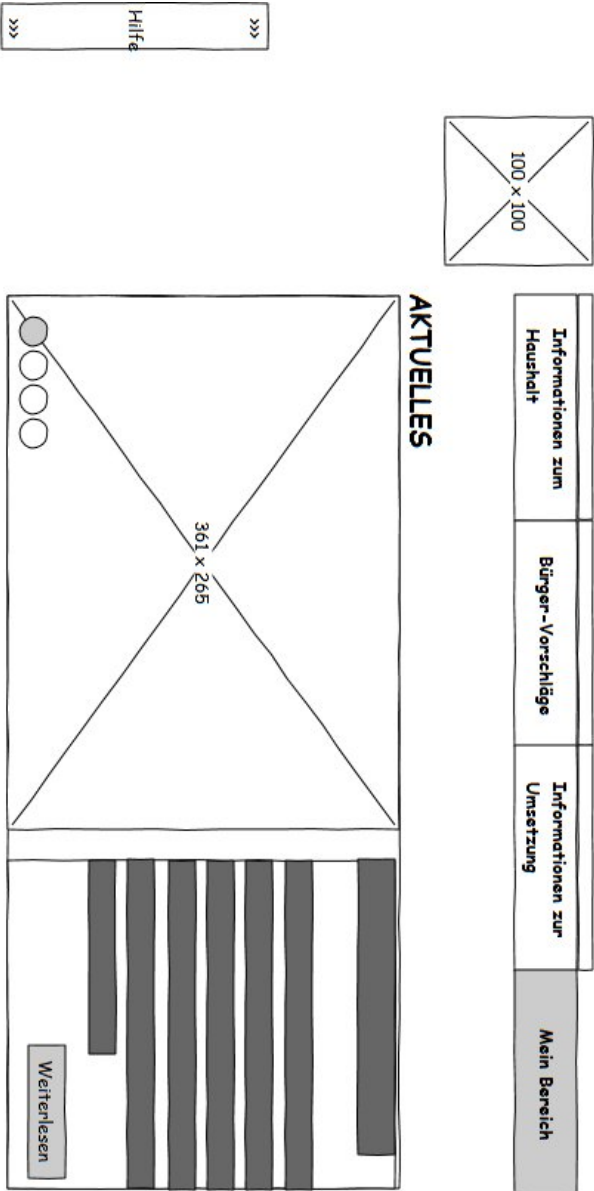 100 x 100
Informationen zum
Haushalt
Bürger-Vorschläge
Informationen zur
Umsetzung
Mein Bereich
AKTUELLES
361 x 265
Weiterlesen
>>>
Hilfe
>>>